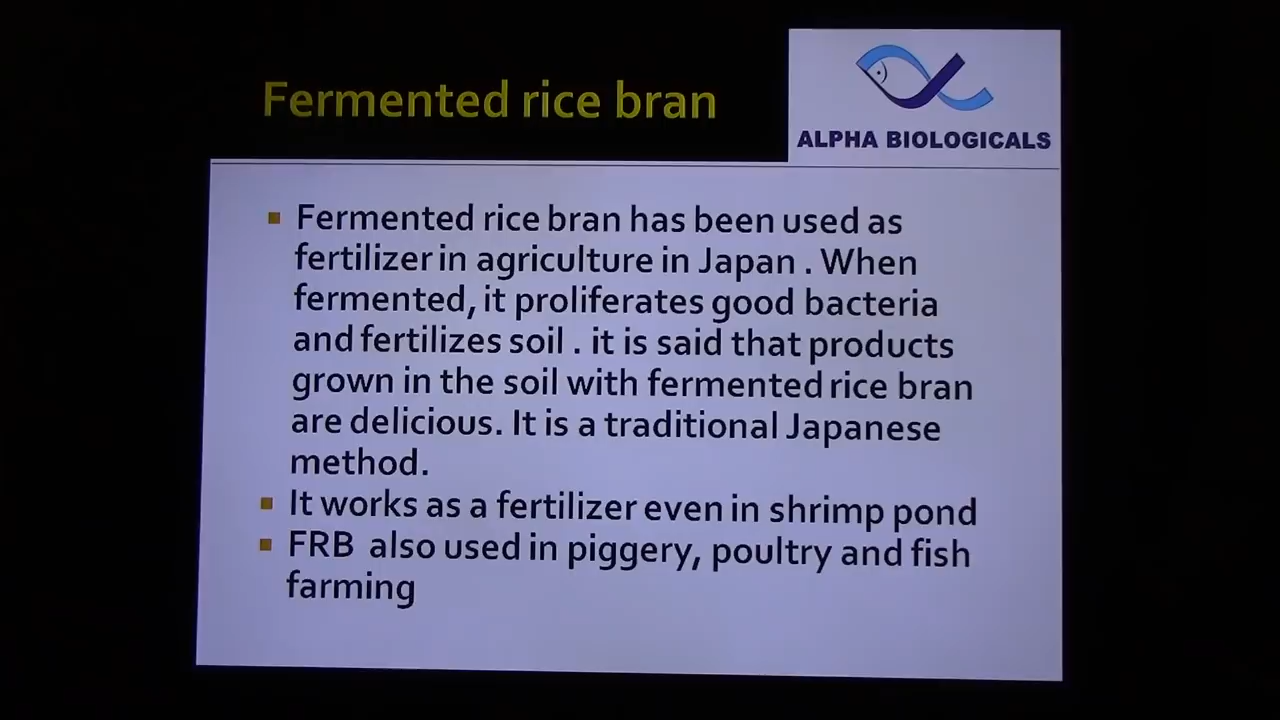 Fermented rice bran
ALPHA BIOLOGICALS
Fermented rice bran has been used as
fertilizer in agriculture in Japan . When
fermented, it proliferates good bacteria
and fertilizes soil . it is said that products
grown in the soil with fermented rice bran
are delicious. It is a traditional Japanese
method.
It works as a fertilizer even in shrimp pond
FRB also used in piggery, poultry and fish
farming